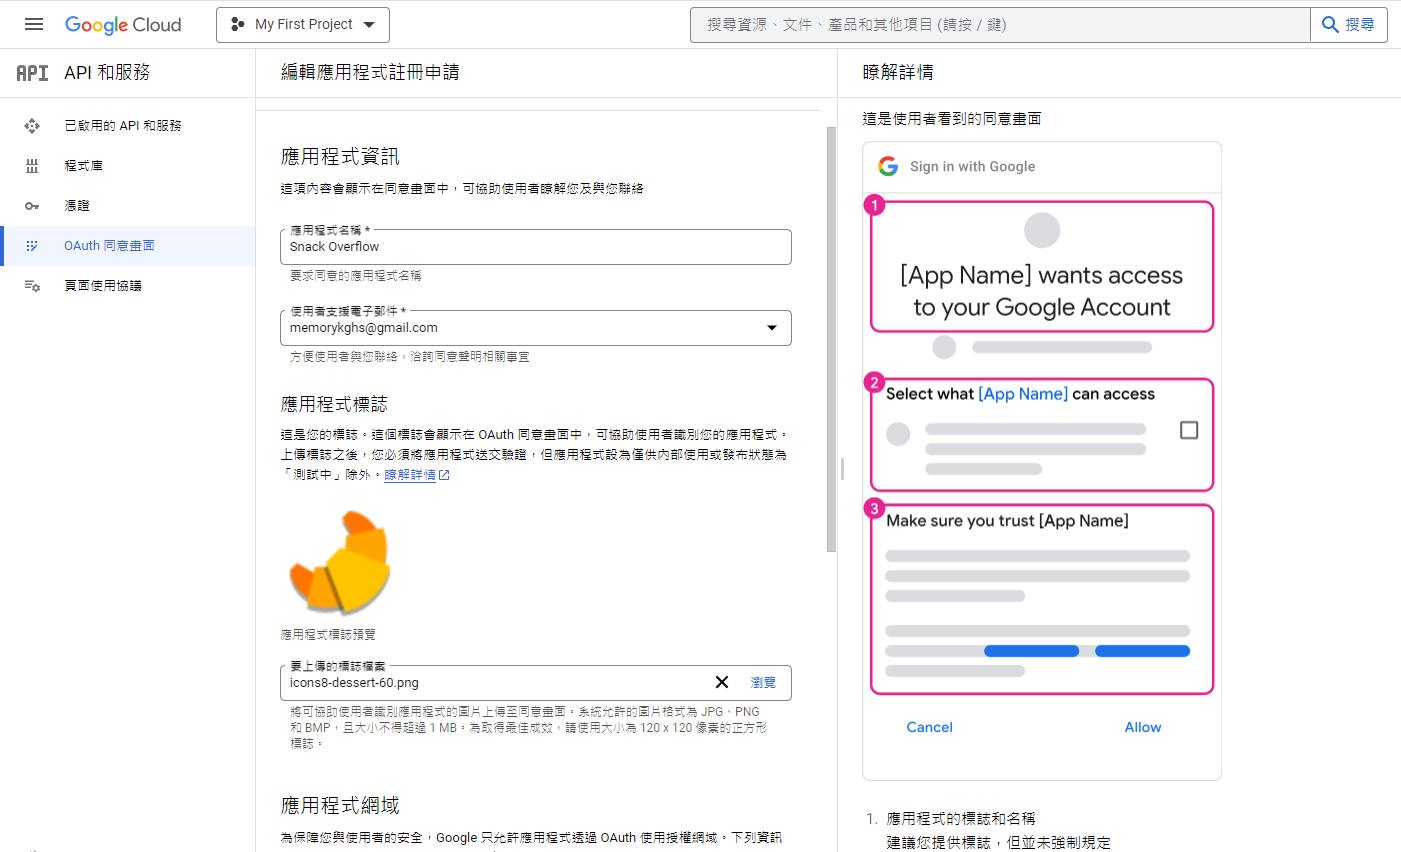 Google Cloud
My First Project
搜尋資源、文件、產品和其他項目 (請按 / 鍵)
搜尋
API
API 和服務
已啟用的 API 和服務
程式庫
憑證
OAuth 同意畫面
頁面使用協議
編輯應用程式註冊申請
應用程式資訊
這項內容會顯示在同意畫面中，可協助使用者瞭解您及與您聯絡
應用程式名稱 *
Snack Overflow
要求同意的應用程式名稱
使用者支援電子郵件 *
memorykghs@gmail.com
方便使用者與您聯絡，洽詢同意聲明相關事宜
應用程式標誌
這是您的標誌。這個標誌會顯示在 OAuth 同意畫面中，可協助使用者識別您的應用程式。
上傳標誌之後，您必須將應用程式送交驗證，但應用程式設為僅供內部使用或發布狀態為
「測試中」除外。瞭解詳情
應用程式標誌預覽
要上傳的標誌檔案
icons8-dessert-60.png
瀏覽
將可協助使用者識別應用程式的圖片上傳至同意畫面。系統允許的圖片格式為 JPG、PNG
和 BMP，且大小不得超過 1 MB。為取得最佳成效，請使用大小為 120 x 120 像素的正方形
標誌。
應用程式網域
為保障您與使用者的安全，Google 只允許應用程式透過 OAuth 使用授權網域。下列資訊
瞭解詳情
這是使用者看到的同意畫面
Sign in with Google
1
[App Name] wants access
to your Google Account
2
Select what [App Name] can access
3
Make sure you trust [App Name]
Cancel
Allow
1. 應用程式的標誌和名稱
建議您提供標誌，但並未強制規定